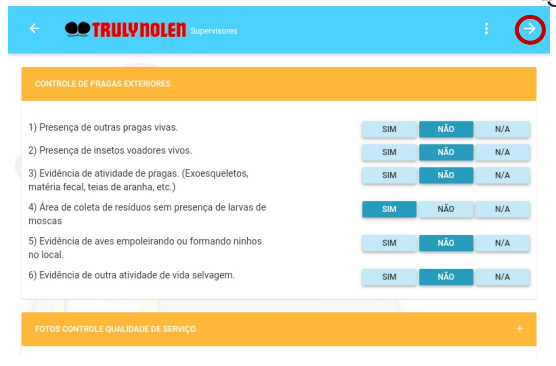 TRULY NOLEN Supervisores
CONTROLE DE PRAGAS EXTERIORES
1) Presença de outras pragas vivas. SIM NÃO N/A
2) Presença de insetos voadores vivos. SIM NÃO N/A
3) Evidência de atividade de pragas. (Exoesqueletos, SIM NÃO N/A
matéria fecal, teias de aranha, etc.)
4) Área de coleta de resíduos sem presença de larvas de SIM NÃO N/A
moscas
5) Evidência de aves empoleirando ou formando ninhos SIM NÃO N/A
no local.
6) Evidência de outra atividade de vida selvagem. SIM NÃO N/A
FOTOS CONTROLE QUALIDADE DE SERVIÇO +